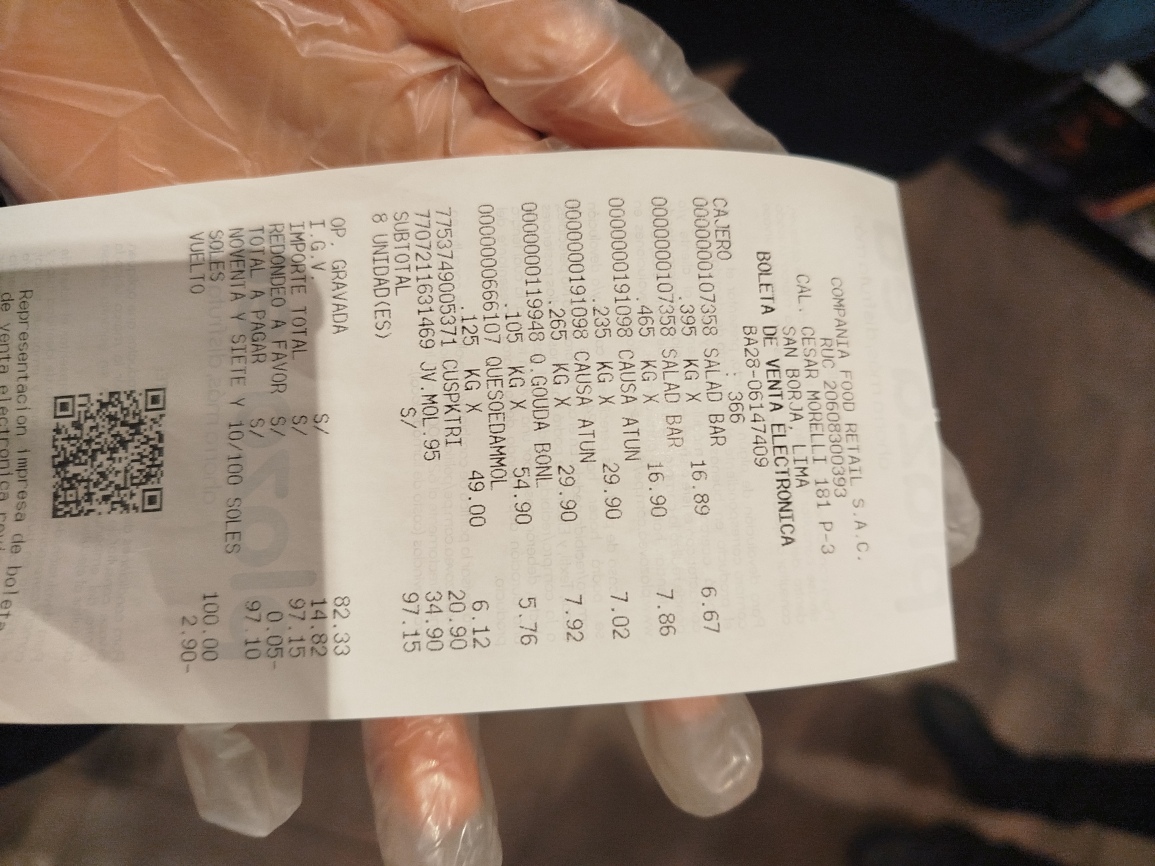 COMPANIA FOOD RETAIL S.A.C.
RUC 20608300393
CAL. CESAR MORELLI 181 P-3
SAN BORJA, LIMA
BOLETA DE VENTA ELECTRONICA
BA28-06147409
CAJERO : 366
0000000107358 SALAD BAR
.395 KG X 16.89 6.67
0000000107358 SALAD BAR
.465 KG X 16.90 7.86
0000000191098 CAUSA ATUN
.235 KG X 29.90 7.02
0000000191098 CAUSA ATUN
.265 KG X 29.90 7.92
0000000119948 Q.GOUDA BONL
.105 KG X 54.90 5.76
0000000666107 QUESOEDAMMOL
.125 KG X 49.00 6.12
7753749005371 CUSPKTRI 20.90
7707211631469 JV.MOL.95 34.90
SUBTOTAL S/ 97.15
8 UNIDAD(ES)
OP. GRAVADA 82.33
I.G.V. S/ 14.82
IMPORTE TOTAL S/ 97.15
REDONDEO A FAVOR S/ 0.05-
TOTAL A PAGAR S/ 97.10
NOVENTA Y SIETE Y 10/100 SOLES
SOLES 100.00
VUELTO 2.90-
Representacion impresa de boleta
de venta electronica